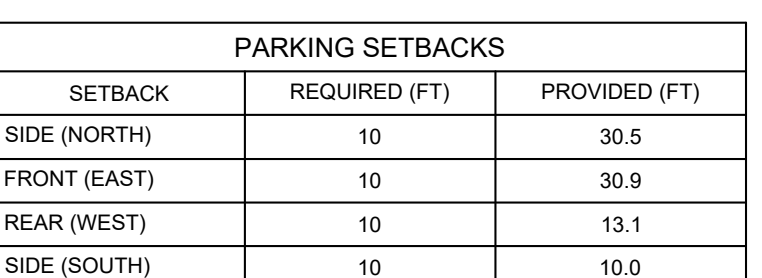 PARKING SETBACKS
SETBACK REQUIRED (FT) PROVIDED (FT)
SIDE (NORTH) 10 30.5
FRONT (EAST) 10 30.9
REAR (WEST) 10 13.1
SIDE (SOUTH) 10 10.0